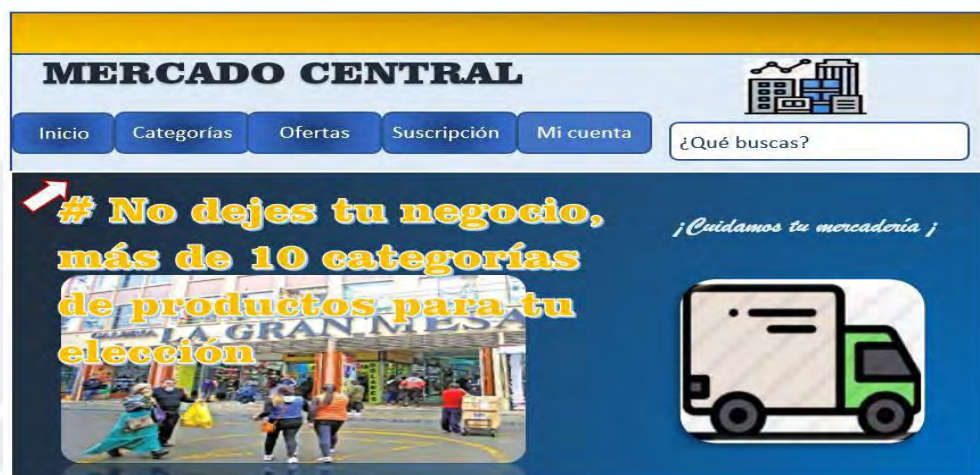 MERCADO CENTRAL
Inicio Categorías Ofertas Suscripción Mi cuenta
¿Qué buscas?
# No dejes tu negocio,
más de 10 categorías
de productos para tu
elección
¡Cuidamos tu mercadería ¡
LA GRAN MESA
DOLARES